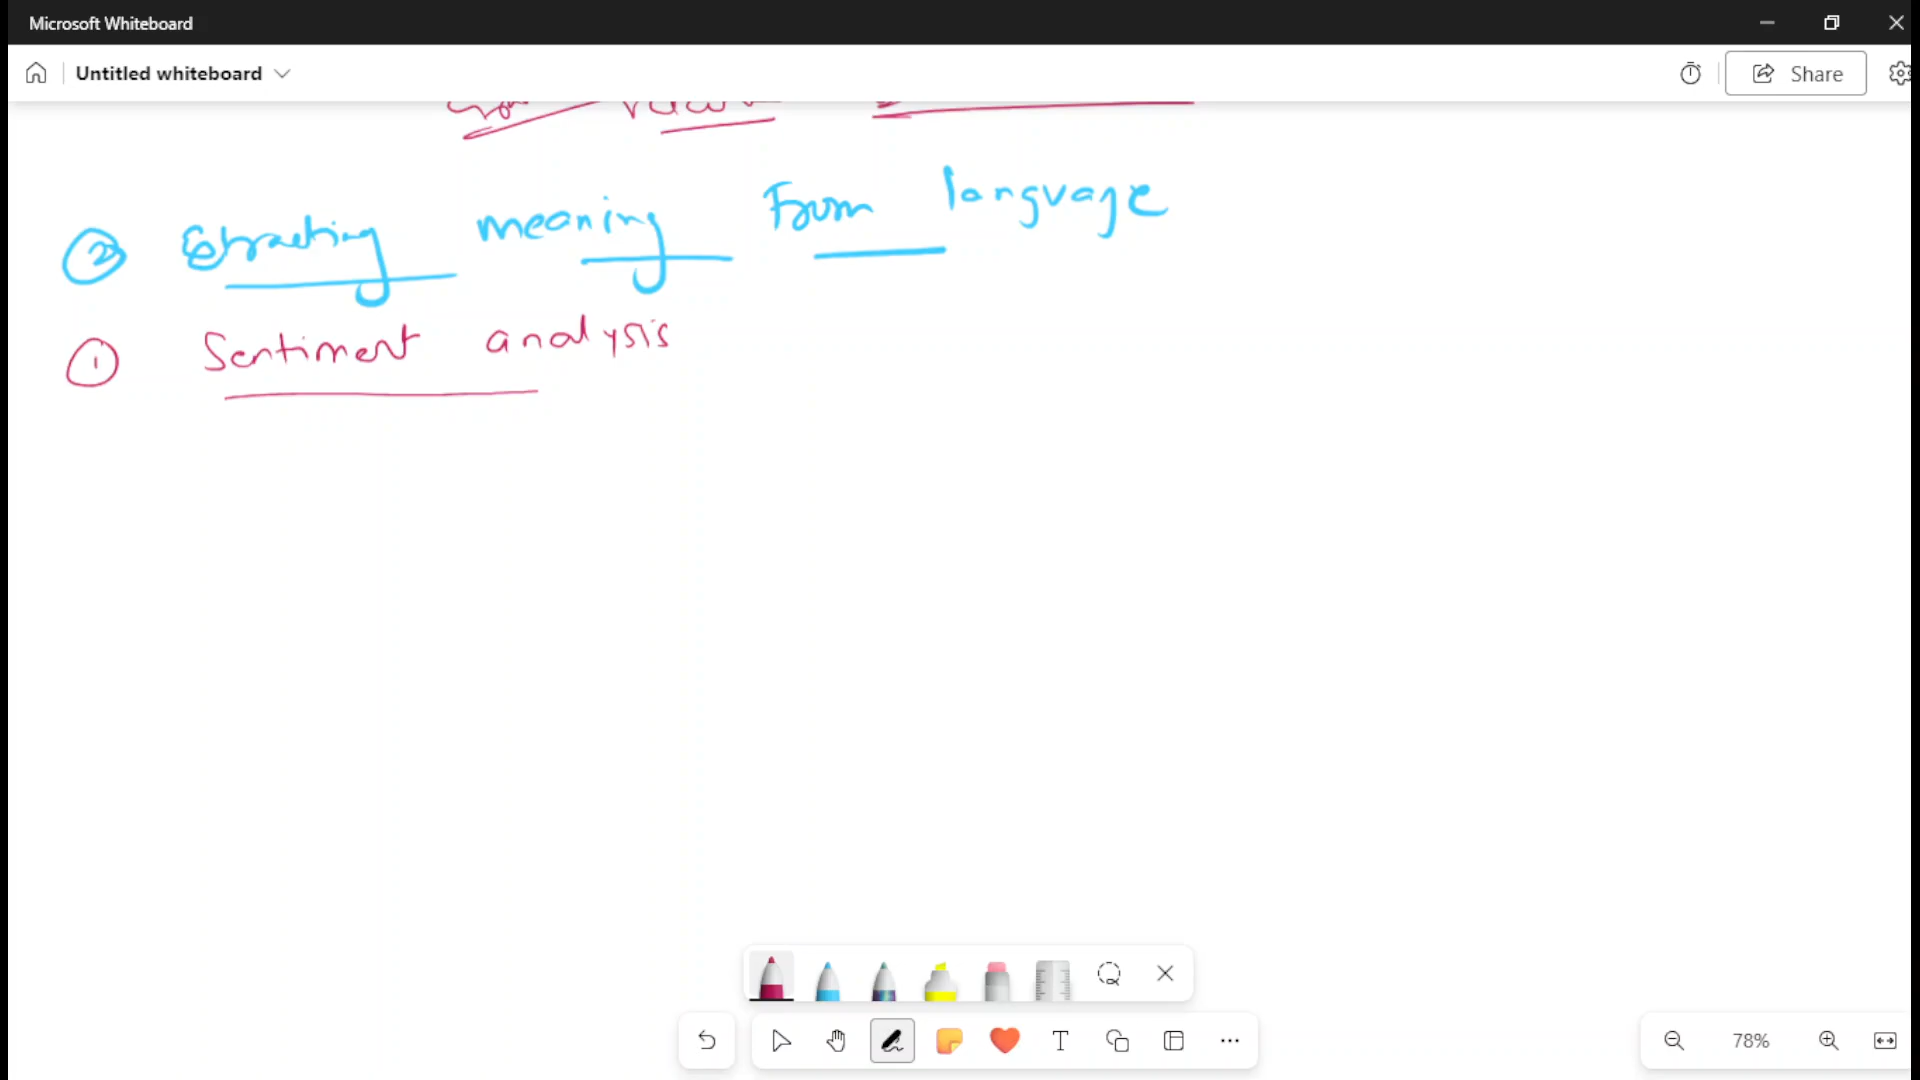 Microsoft Whiteboard
Untitled whiteboard
Share
② Extracting meaning From language
① Sentiment analysis
78%